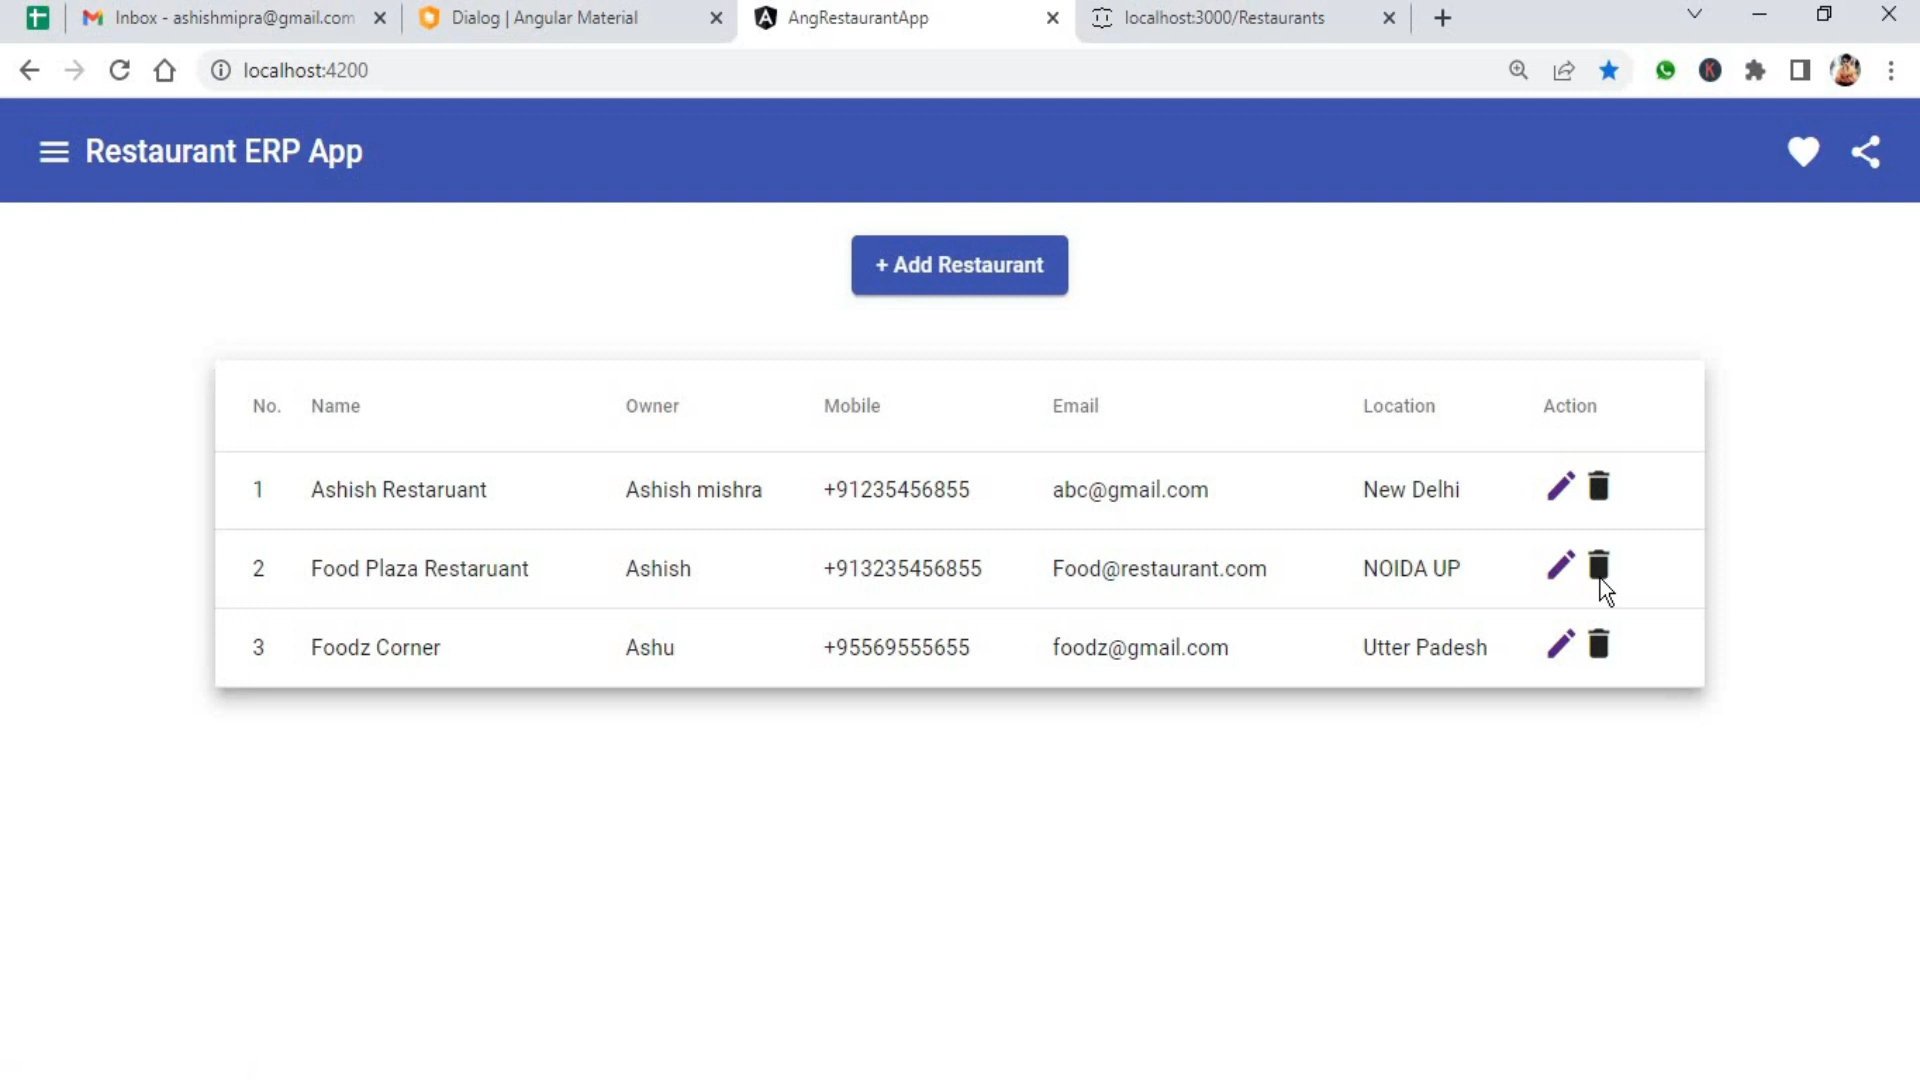 Inbox - ashishmipra@gmail.com
Dialog | Angular Material
AngRestaurantApp
localhost:3000/Restaurants
localhost:4200
K
Restaurant ERP App
+ Add Restaurant
No. Name Owner Mobile Email Location Action
1 Ashish Restaruant Ashish mishra +91235456855 abc@gmail.com New Delhi
2 Food Plaza Restaruant Ashish +913235456855 Food@restaurant.com NOIDA UP
3 Foodz Corner Ashu +95569555655 foodz@gmail.com Utter Padesh